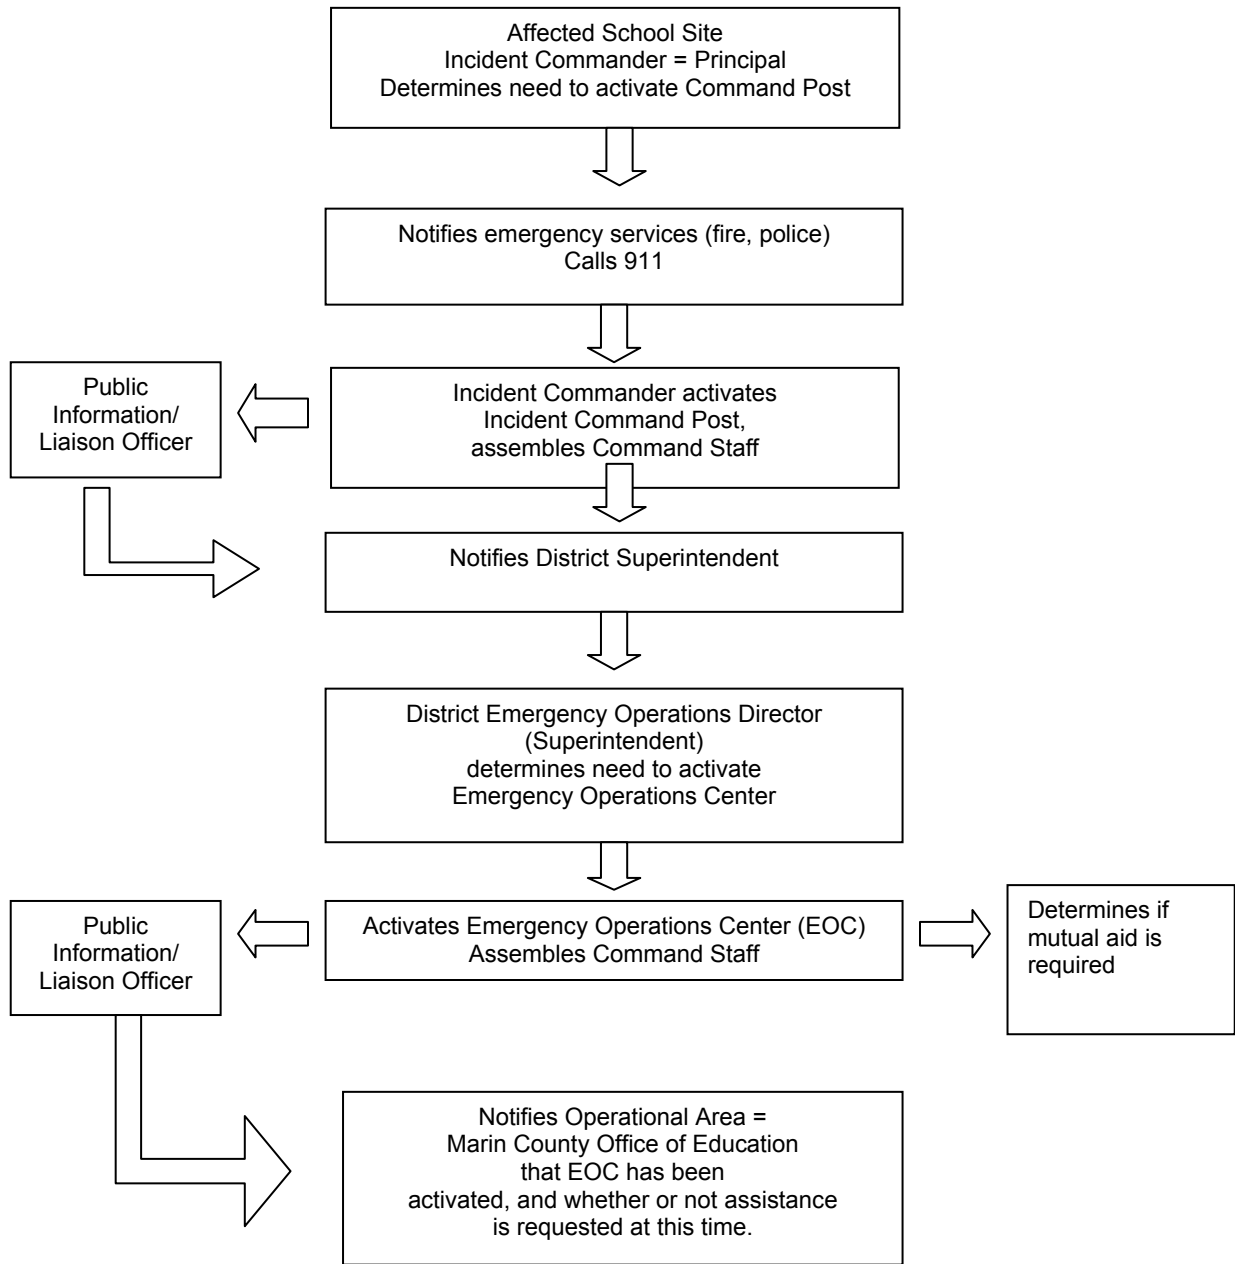 Affected School Site
Incident Commander = Principal
Determines need to activate Command Post
Notifies emergency services (fire, police)
Calls 911
Incident Commander activates
Incident Command Post,
assembles Command Staff
Public
Information/
Liaison Officer
Notifies District Superintendent
District Emergency Operations Director
(Superintendent)
determines need to activate
Emergency Operations Center
Activates Emergency Operations Center (EOC)
Assembles Command Staff
Public
Information/
Liaison Officer
Determines if
mutual aid is
required
Notifies Operational Area =
Marin County Office of Education
that EOC has been
activated, and whether or not assistance
is requested at this time.